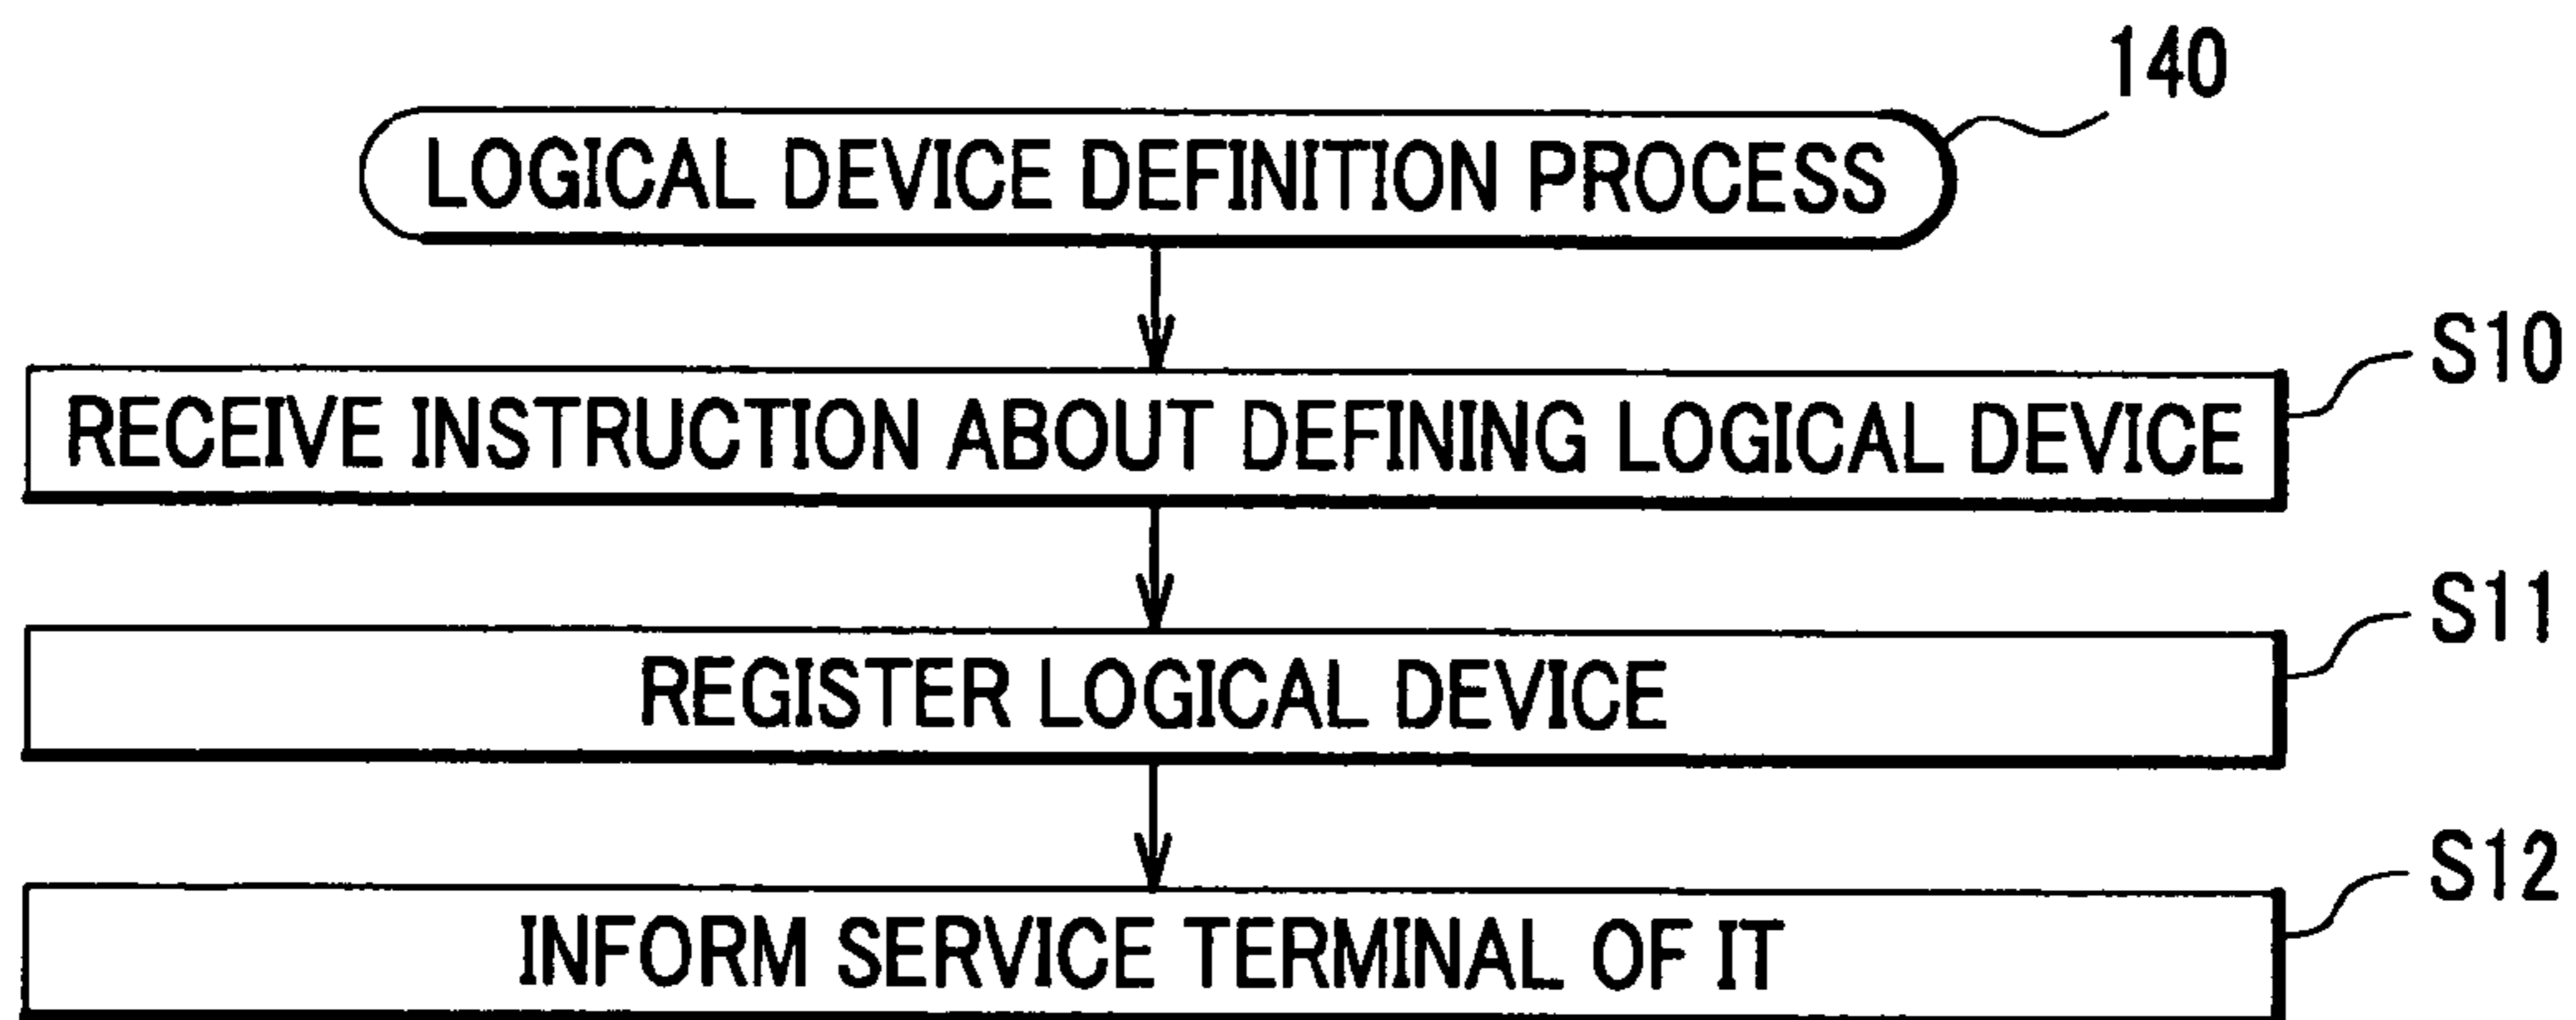 140
LOGICAL DEVICE DEFINITION PROCESS
S10
RECEIVE INSTRUCTION ABOUT DEFINING LOGICAL DEVICE
S11
REGISTER LOGICAL DEVICE
S12
INFORM SERVICE TERMINAL OF IT